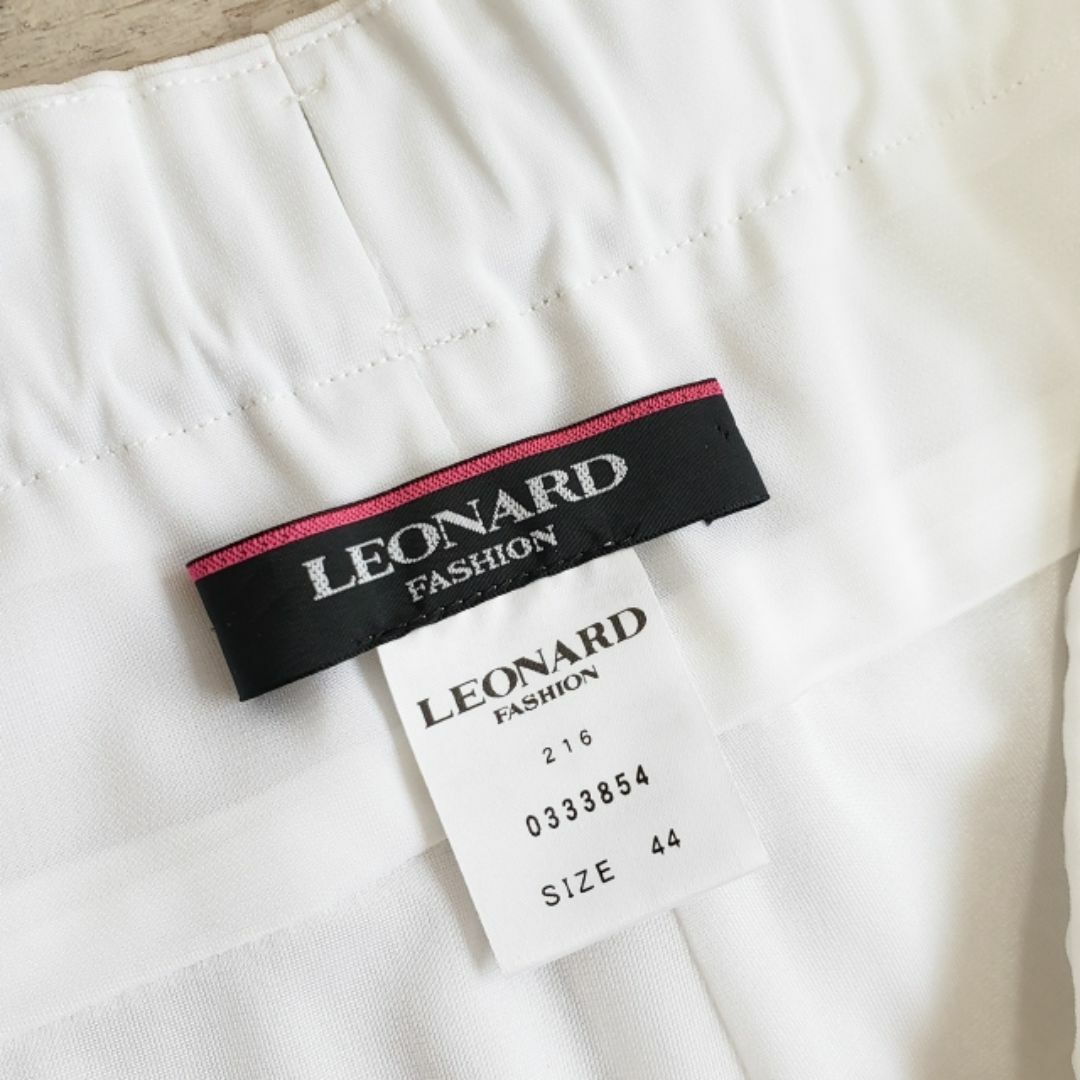 LEONARD
FASHION
LEONARD
FASHION
216
0333854
SIZE 44